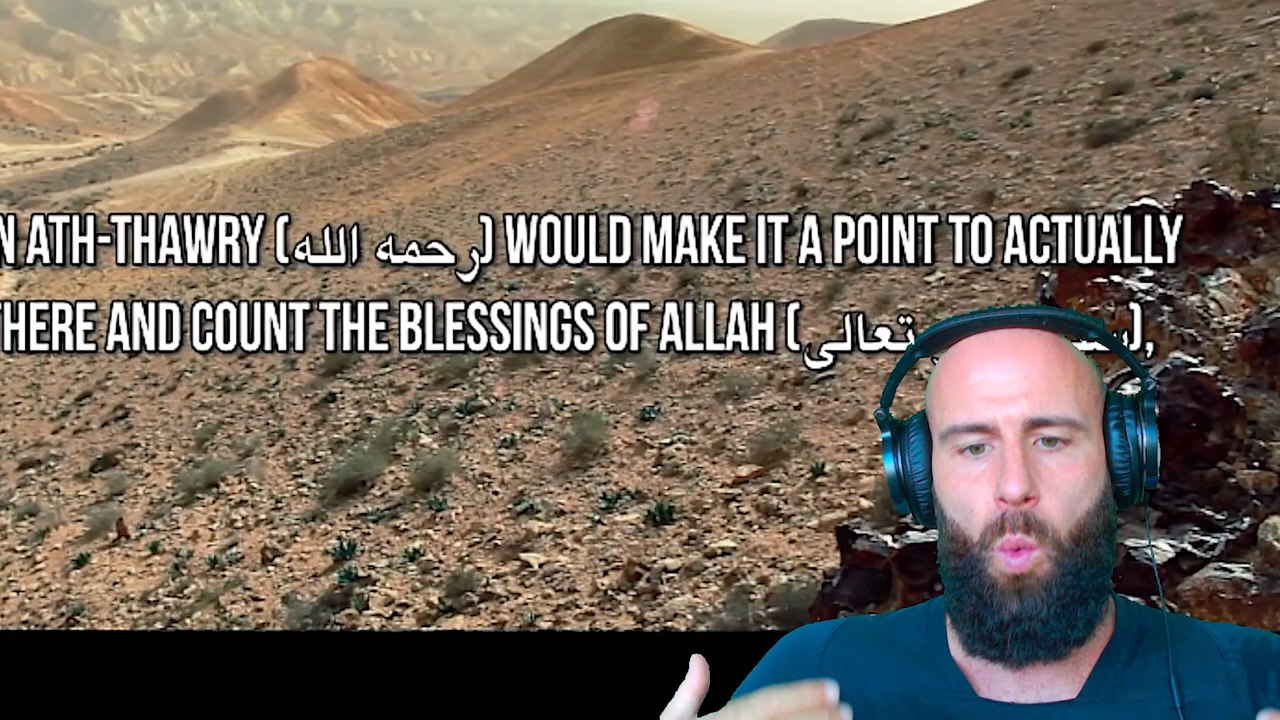 N ATH-THAWRY (رحمه الله) WOULD MAKE IT A POINT TO ACTUALLY
THERE AND COUNT THE BLESSINGS OF ALLAH (تعالى),